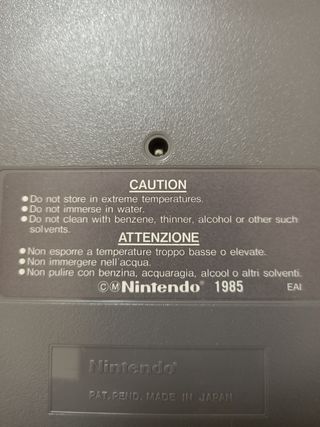 CAUTION
●Do not store in extreme temperatures.
●Do not immerse in water.
●Do not clean with benzene, thinner, alcohol or other such
solvents.
ATTENZIONE
●Non esporre a temperature troppo basse o elevate.
●Non immergere nell'acqua.
●Non pulire con benzina, acquaragia, alcool o altri solventi.
©Ⓜ Nintendo® 1985 EAI
Nintendo®
PAT. PEND. MADE IN JAPAN